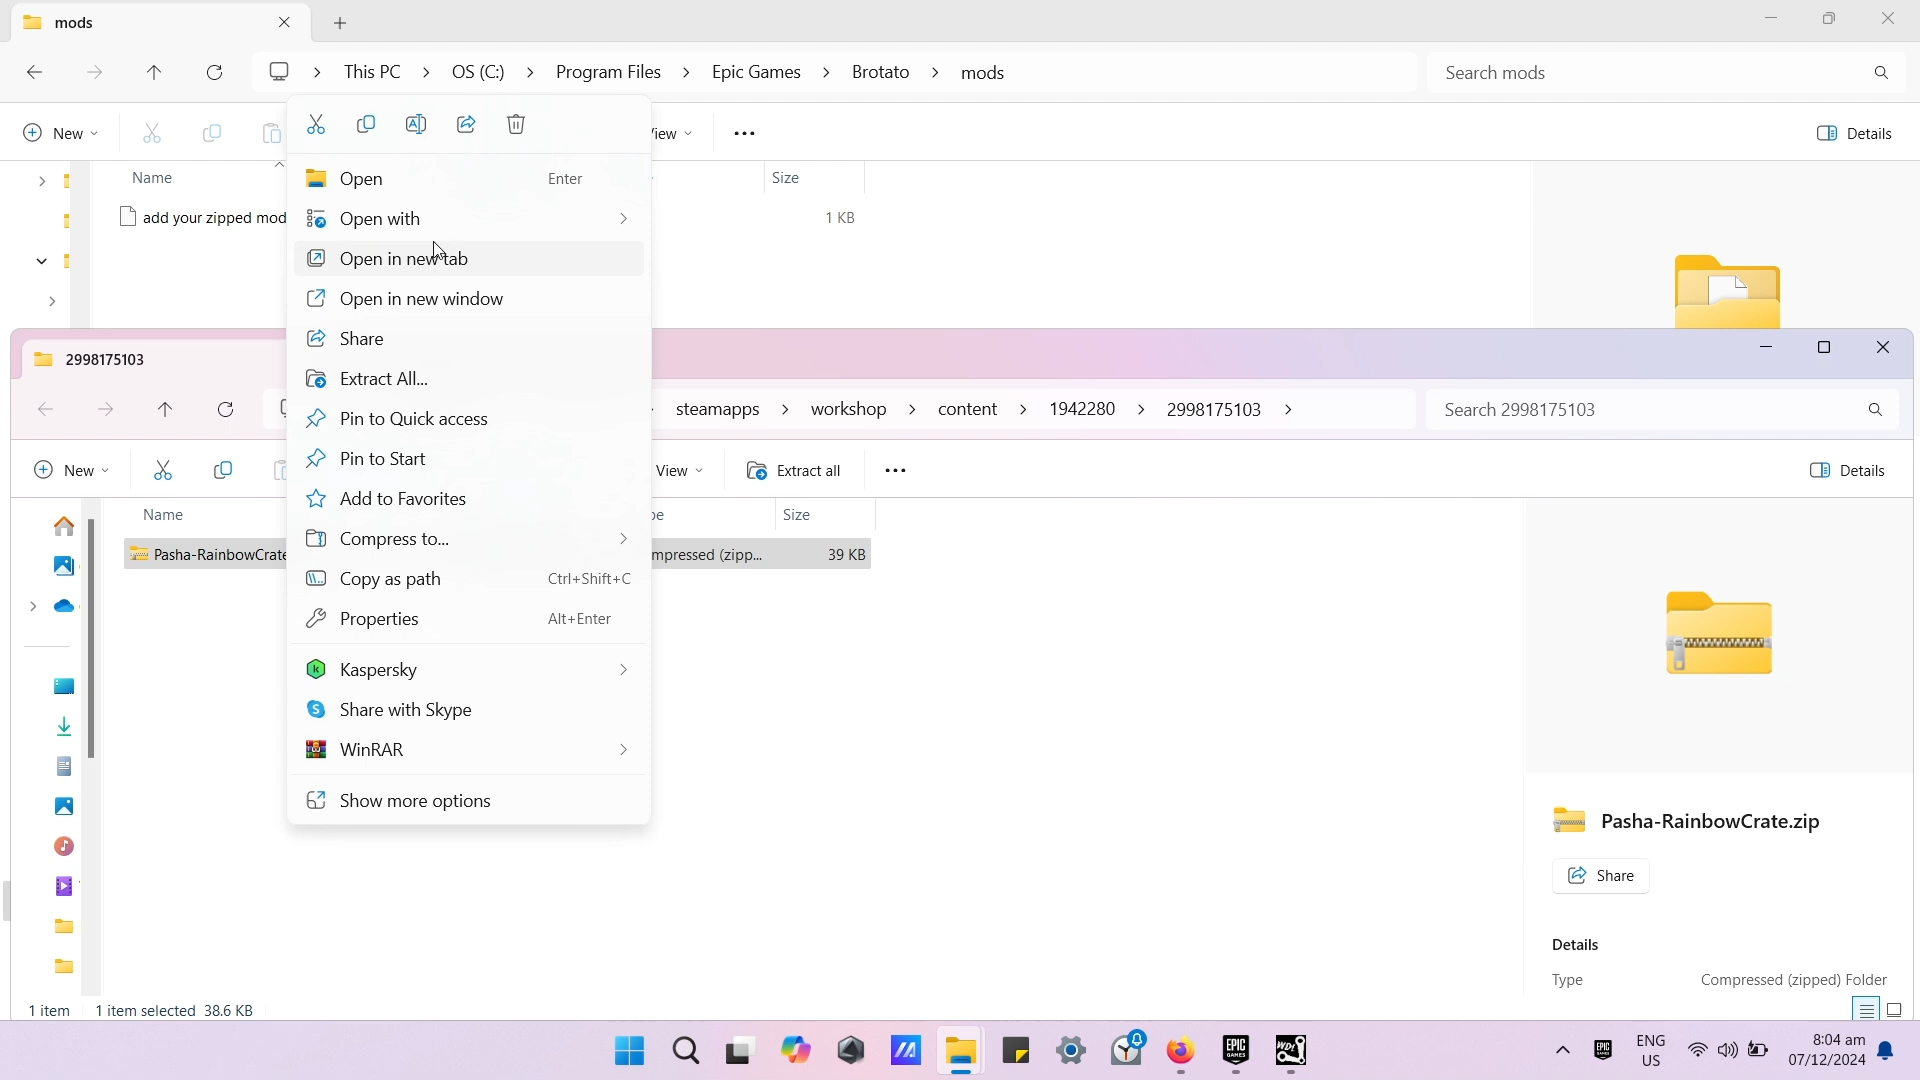 mods
This PC > OS (C:) > Program Files > Epic Games > Brotato > mods
Search mods
New
Details
Name
Size
add your zipped mod
1 KB
Open Enter
Open with
Open in new tab
Open in new window
Share
Extract All...
Pin to Quick access
Pin to Start
Add to Favorites
Compress to...
Copy as path Ctrl+Shift+C
Properties Alt+Enter
Kaspersky
Share with Skype
WinRAR
Show more options
2998175103
steamapps > workshop > content > 1942280 > 2998175103 >
Search 2998175103
New
View
Extract all
Details
Name
Size
Pasha-RainbowCrate
39 KB
Pasha-RainbowCrate.zip
Share
Details
Type Compressed (zipped) Folder
1 item 1 item selected 38.6 KB
EPIC GAMES
ENG
US
8:04 am
07/12/2024